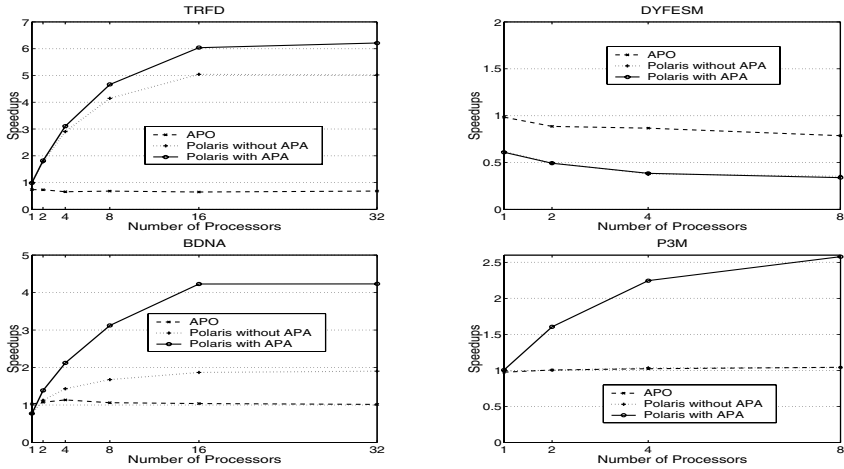 TRFD
7
6
5
4
3
2
1
0
Speedups
APO
Polaris without APA
Polaris with APA
1 2 4 8 16 32
Number of Processors
DYFESM
2
1.5
1
0.5
0
Speedups
APO
Polaris without APA
Polaris with APA
1 2 4 8
Number of Processors
BDNA
5
4
3
2
1
0
Speedups
APO
Polaris without APA
Polaris with APA
1 2 4 8 16 32
Number of Processors
P3M
2.5
2
1.5
1
0.5
0
Speedups
APO
Polaris without APA
Polaris with APA
1 2 4 8
Number of Processors